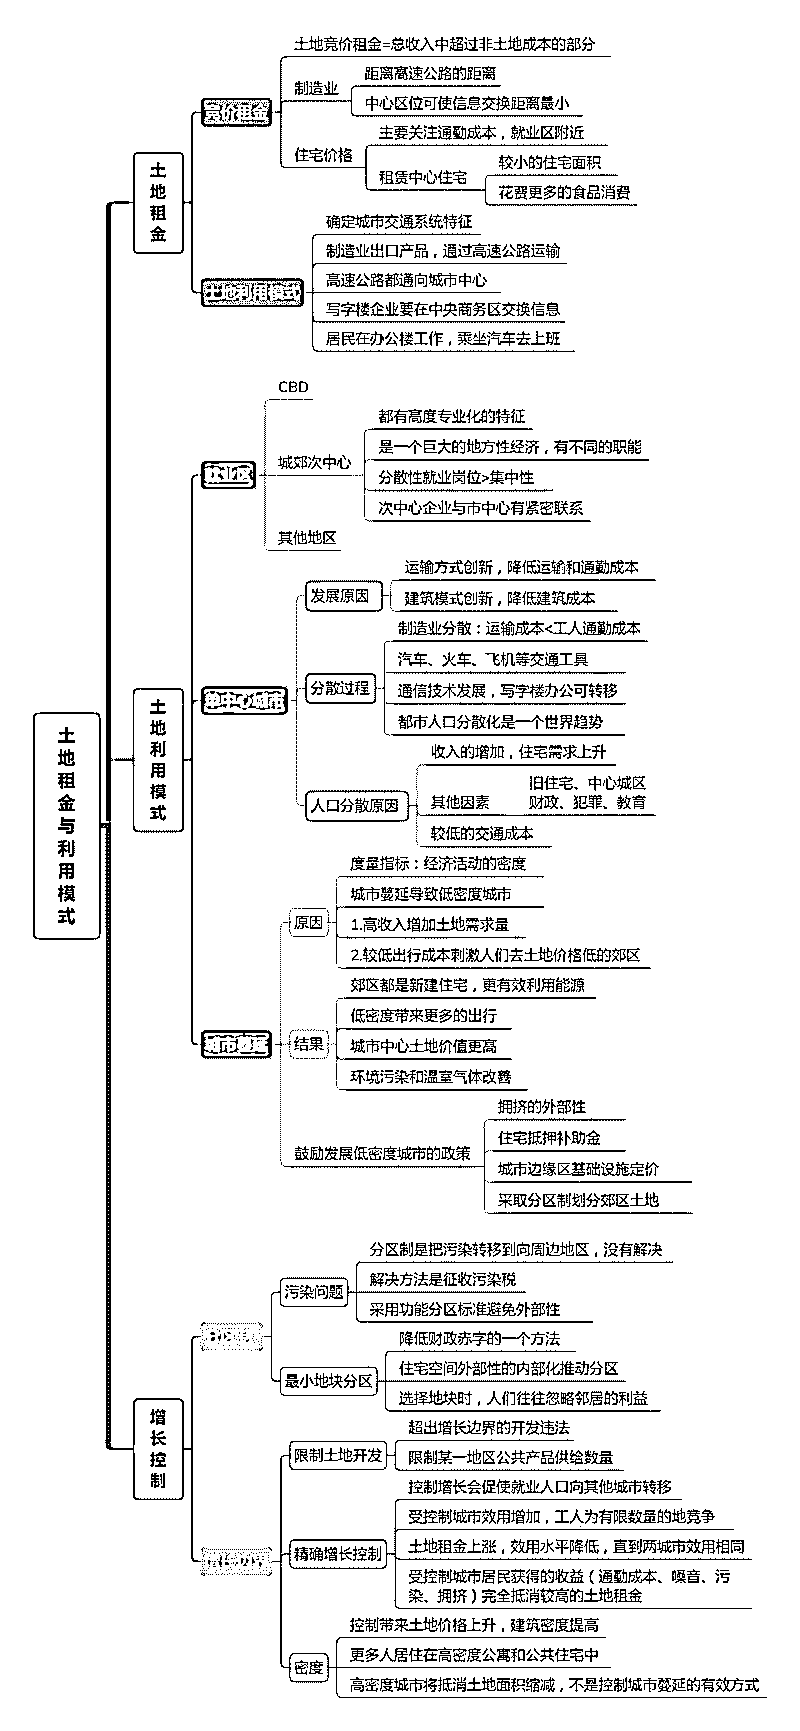 土地租金与利用模式
土地租金
竞价租金
土地竞价租金=总收入中超过非土地成本的部分
制造业
距离高速公路的距离
中心区位可使信息交换距离最小
住宅价格
主要关注通勤成本，就业区附近
租赁中心住宅
较小的住宅面积
花费更多的食品消费
土地利用模式
确定城市交通系统特征
制造业出口产品，通过高速公路运输
高速公路都通向城市中心
写字楼企业要在中央商务区交换信息
居民在办公楼工作，乘坐汽车去上班
土地利用模式
就业区
CBD
城郊次中心
都有高度专业化的特征
是一个巨大的地方性经济，有不同的职能
分散性就业岗位>集中性
次中心企业与市中心有紧密联系
其他地区
单中心城市
发展原因
运输方式创新，降低运输和通勤成本
建筑模式创新，降低建筑成本
分散过程
制造业分散：运输成本<工人通勤成本
汽车、火车、飞机等交通工具
通信技术发展，写字楼办公可转移
都市人口分散化是一个世界趋势
人口分散原因
收入的增加，住宅需求上升
其他因素
旧住宅、中心城区
财政、犯罪、教育
较低的交通成本
城市蔓延
原因
度量指标：经济活动的密度
城市蔓延导致低密度城市
1.高收入增加土地需求量
2.较低出行成本刺激人们去土地价格低的郊区
结果
郊区都是新建住宅，更有效利用能源
低密度带来更多的出行
城市中心土地价值更高
环境污染和温室气体改善
鼓励发展低密度城市的政策
拥挤的外部性
住宅抵押补助金
城市边缘区基础设施定价
采取分区制划分郊区土地
增长控制
污染问题
分区制是把污染转移到向周边地区，没有解决
解决方法是征收污染税
采用功能分区标准避免外部性
最小地块分区
降低财政赤字的一个方法
住宅空间外部性的内部化推动分区
选择地块时，人们往往忽略邻居的利益
增长边界
限制土地开发
超出增长边界的开发违法
限制某一地区公共产品供给数量
精确增长控制
控制增长会促使就业人口向其他城市转移
受控制城市效用增加，工人为有限数量的地竞争
土地租金上涨，效用水平降低，直到两城市效用相同
受控制城市居民获得的收益（通勤成本、噪音、污
染、拥挤）完全抵消较高的土地租金
密度
控制带来土地价格上升，建筑密度提高
更多人居住在高密度公寓和公共住宅中
高密度城市将抵消土地面积缩减，不是控制城市蔓延的有效方式